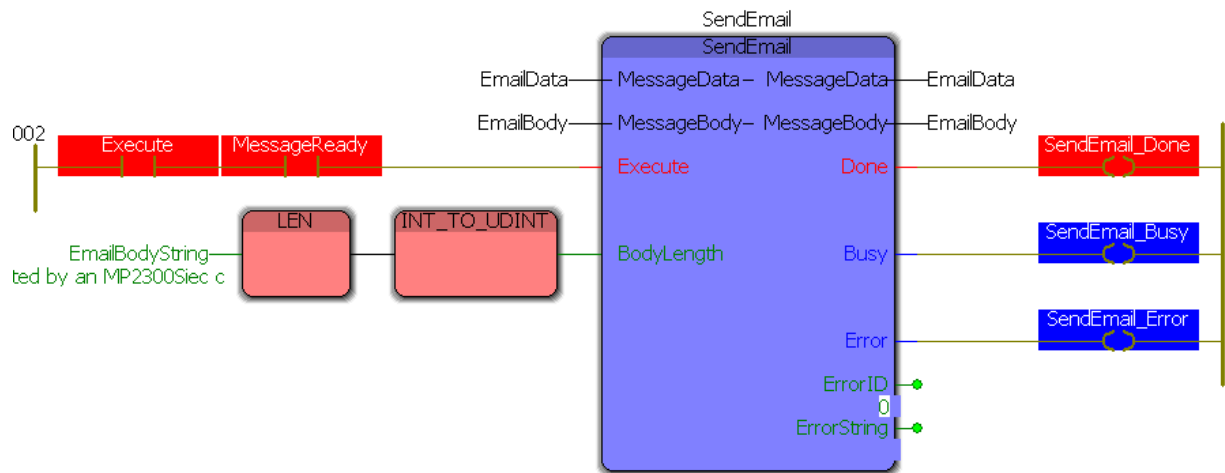 SendEmail
SendEmail
EmailData MessageData MessageData EmailData
EmailBody MessageBody MessageBody EmailBody
002
Execute MessageReady Execute Done SendEmail_Done
LEN INT_TO_UDINT
EmailBodyString BodyLength Busy SendEmail_Busy
ted by an MP2300Siec c
Error SendEmail_Error
ErrorID
0
ErrorString